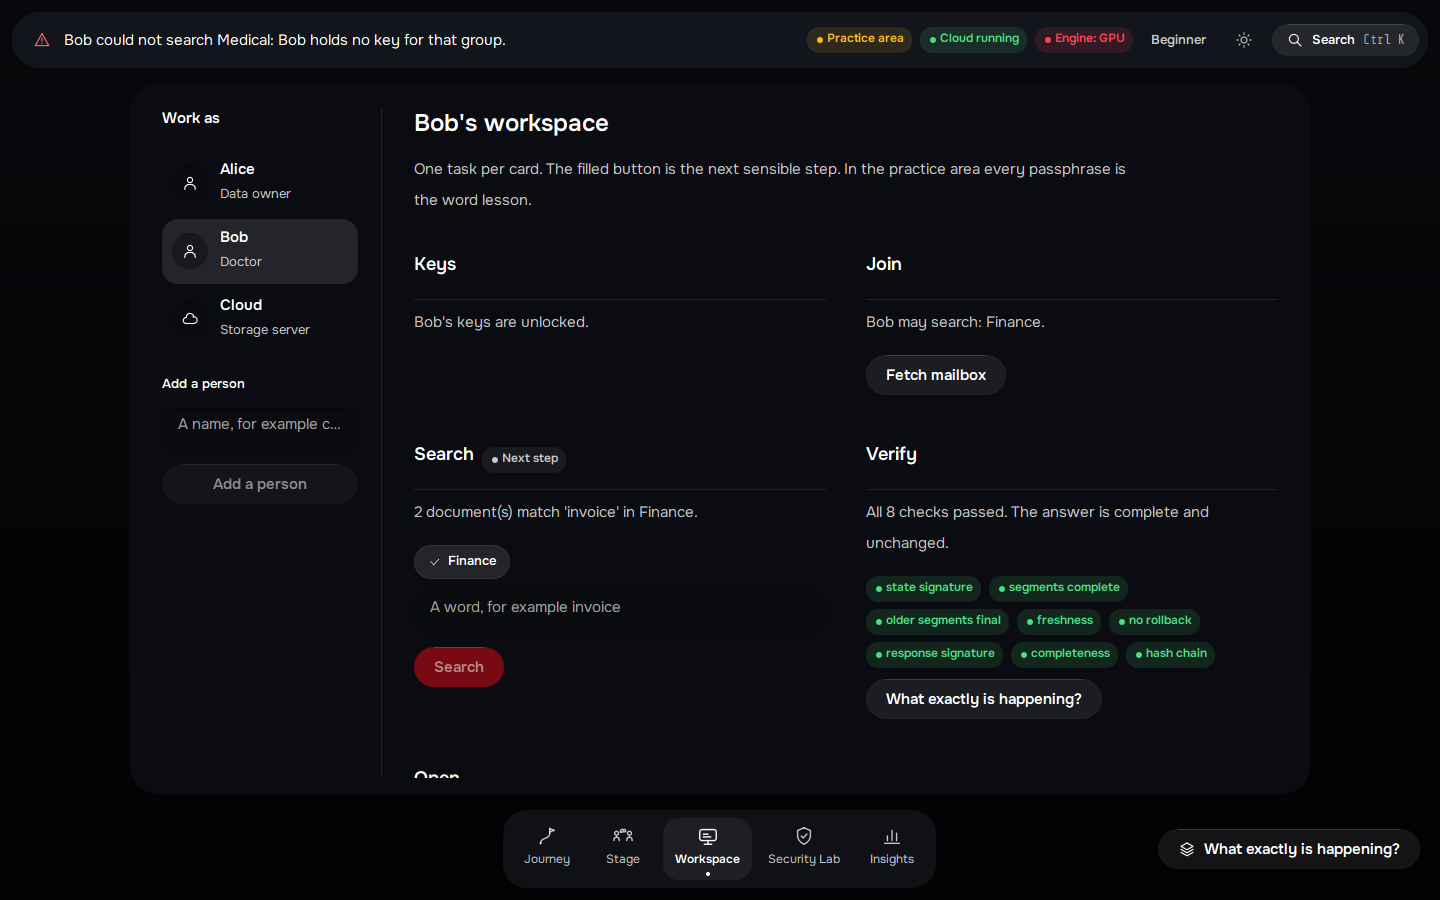 Bob could not search Medical: Bob holds no key for that group.
Practice area
Cloud running
Engine: GPU
Beginner
Search Ctrl K
Work as
Alice
Data owner
Bob
Doctor
Cloud
Storage server
Add a person
A name, for example c...
Add a person
Bob's workspace
One task per card. The filled button is the next sensible step. In the practice area every passphrase is
the word lesson.
Keys
Bob's keys are unlocked.
Join
Bob may search: Finance.
Fetch mailbox
Search
Next step
2 document(s) match 'invoice' in Finance.
Finance
A word, for example invoice
Search
Verify
All 8 checks passed. The answer is complete and
unchanged.
state signature
segments complete
older segments final
freshness
no rollback
response signature
completeness
hash chain
What exactly is happening?
Open
Journey
Stage
Workspace
Security Lab
Insights
What exactly is happening?